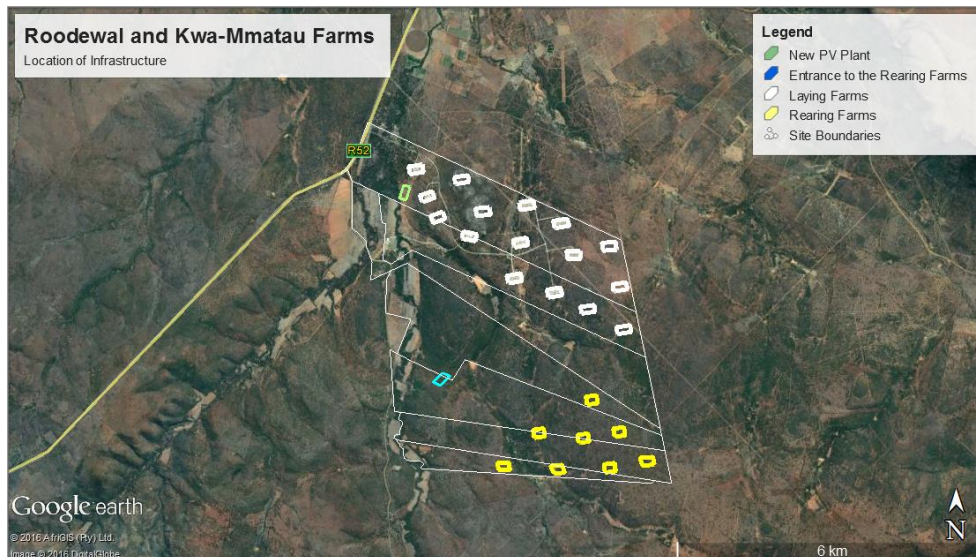 Roodewal and Kwa-Mmatau Farms
Location of Infrastructure
Legend
New PV Plant
Entrance to the Rearing Farms
Laying Farms
Rearing Farms
Site Boundaries
R52
Google earth
© 2016 AfriGIS (Pty) Ltd.
Image © 2016 DigitalGlobe
N
6 km